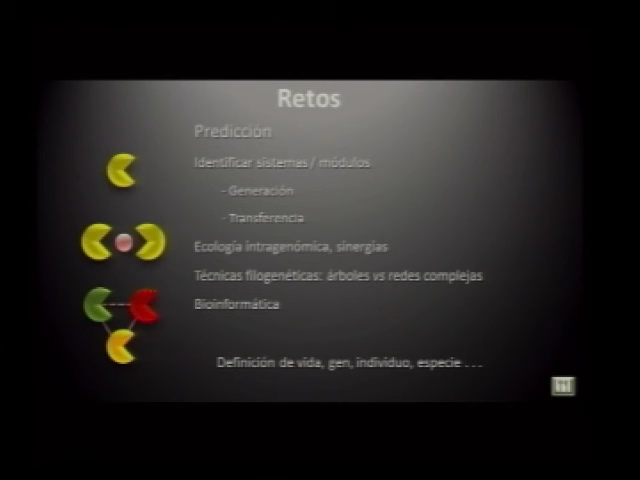 Retos
Predicción
Identificar sistemas / módulos
- Generación
- Transferencia
Ecología intragenómica, sinergias
Técnicas filogenéticas: árboles vs redes complejas
Bioinformática
Definición de vida, gen, individuo, especie . . .